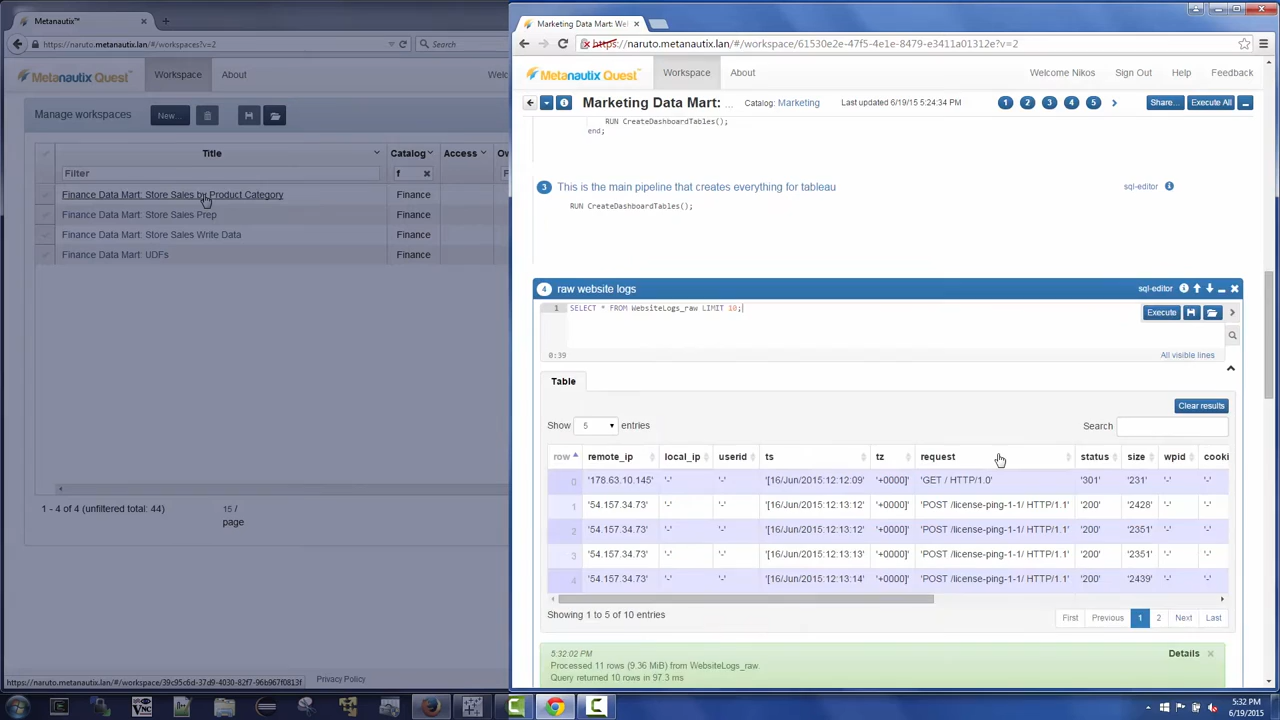 Metanautix™
https://naruto.metanautix.lan/#/workspaces?v=2
Search
Metanautix Quest™
Workspace
About
Welc
Manage workspaces
New...
Title
Catalog
Access
Ow
Filter
f
F
Finance Data Mart: Store Sales by Product Category
Finance
Finance Data Mart: Store Sales Prep
Finance
Finance Data Mart: Store Sales Write Data
Finance
Finance Data Mart: UDFs
Finance
1 - 4 of 4 (unfiltered total: 44)
15 /
page
https://naruto.metanautix.lan/#/workspace/39c95c6d-37d9-4030-82f7-96b967f0813f
Privacy Policy
Marketing Data Mart: We
https://naruto.metanautix.lan/#/workspace/61530e2e-47f5-4e1e-8479-e3411a01312e?v=2
Metanautix Quest™
Workspace
About
Welcome Nikos
Sign Out
Help
Feedback
Marketing Data Mart: ...
Catalog: Marketing
Last updated 6/19/15 5:24:34 PM
1 2 3 4 5
Share...
Execute All
RUN CreateDashboardTables();
end;
3 This is the main pipeline that creates everything for tableau
sql-editor
RUN CreateDashboardTables();
4 raw website logs
sql-editor
1 SELECT * FROM WebsiteLogs_raw LIMIT 10;
Execute
0:39
All visible lines
Table
Clear results
Show 5 entries
Search
row remote_ip local_ip userid ts tz request status size wpid cooki
0 '178.63.10.145' '-' '-' '[16/Jun/2015:12:12:09' '+0000]' 'GET / HTTP/1.0' '301' '231' '-' '-'
1 '54.157.34.73' '-' '-' '[16/Jun/2015:12:13:12' '+0000]' 'POST /license-ping-1-1/ HTTP/1.1' '200' '2428' '-' '-'
2 '54.157.34.73' '-' '-' '[16/Jun/2015:12:13:13' '+0000]' 'POST /license-ping-1-1/ HTTP/1.1' '200' '2351' '-' '-'
3 '54.157.34.73' '-' '-' '[16/Jun/2015:12:13:13' '+0000]' 'POST /license-ping-1-1/ HTTP/1.1' '200' '2351' '-' '-'
4 '54.157.34.73' '-' '-' '[16/Jun/2015:12:13:14' '+0000]' 'POST /license-ping-1-1/ HTTP/1.1' '200' '2439' '-' '-'
Showing 1 to 5 of 10 entries
First Previous 1 2 Next Last
5:32:02 PM
Details
Processed 11 rows (9.36 MiB) from WebsiteLogs_raw.
Query returned 10 rows in 97.3 ms
5:32 PM
6/19/2015